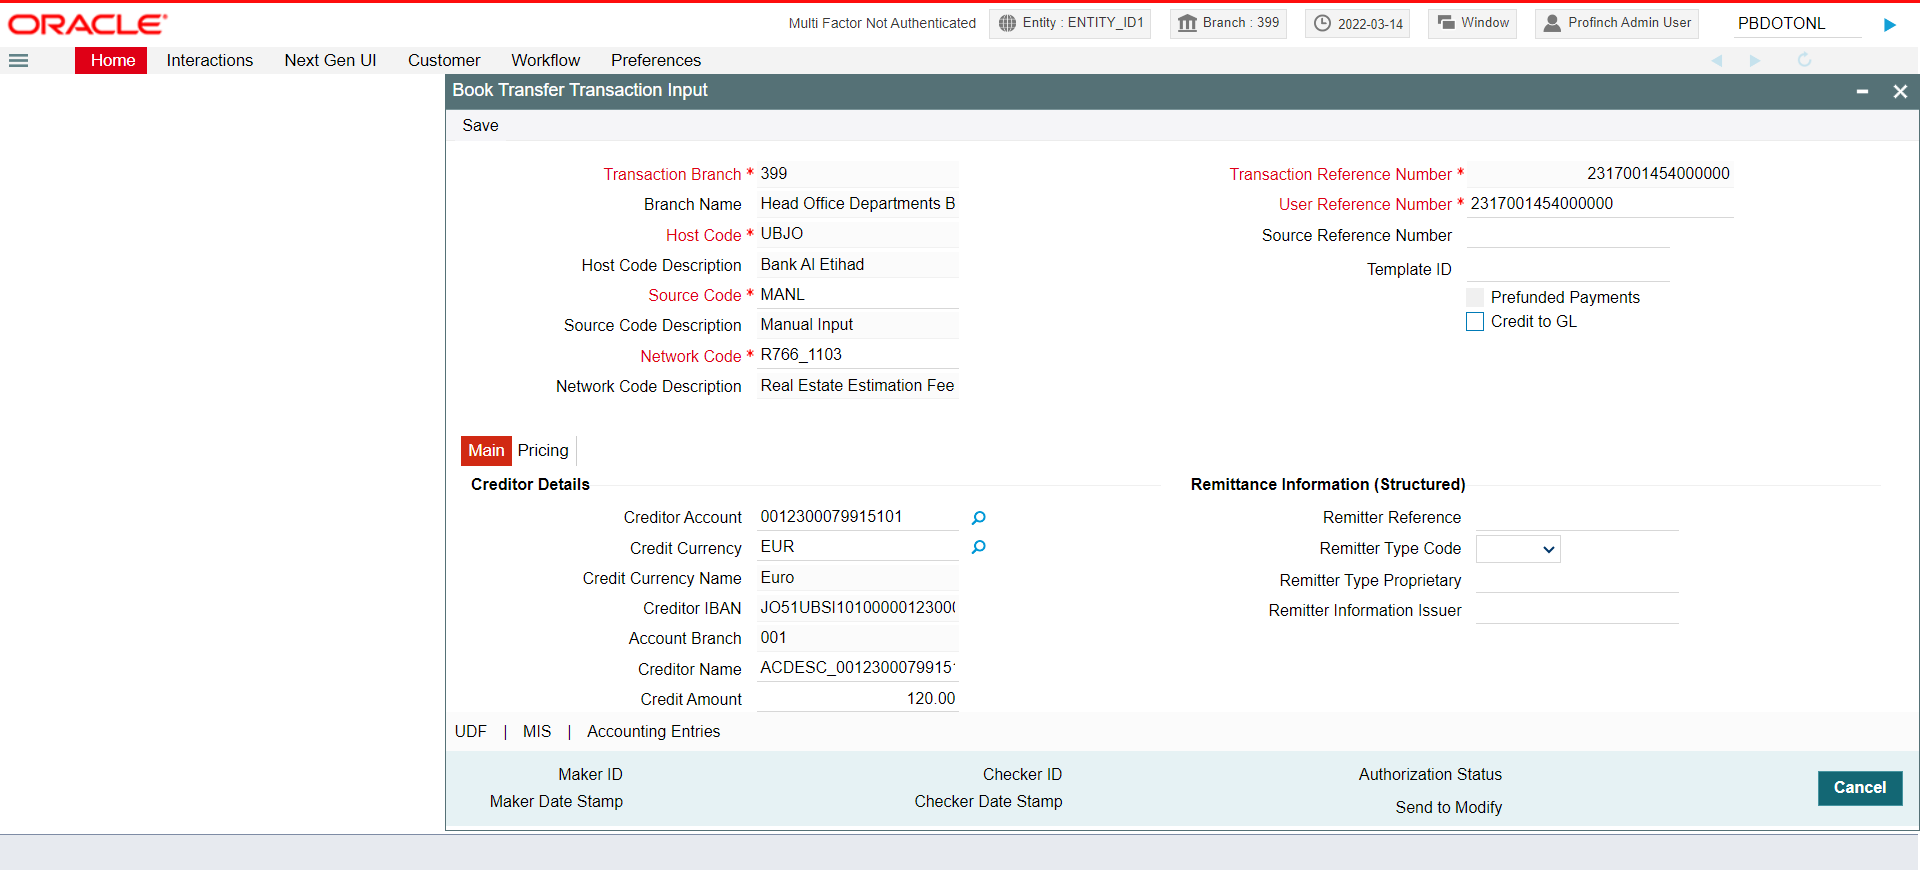 ORACLE
Multi Factor Not Authenticated Entity : ENTITY_ID1 Branch : 399 2022-03-14 Window Profinch Admin User PBDOTONL
Home Interactions Next Gen UI Customer Workflow Preferences
Book Transfer Transaction Input
Save
Transaction Branch * 399
Branch Name Head Office Departments B
Host Code * UBJO
Host Code Description Bank Al Etihad
Source Code * MANL
Source Code Description Manual Input
Network Code * R766_1103
Network Code Description Real Estate Estimation Fee
Transaction Reference Number * 2317001454000000
User Reference Number * 2317001454000000
Source Reference Number
Template ID
Prefunded Payments
Credit to GL
Main Pricing
Creditor Details
Creditor Account 0012300079915101
Credit Currency EUR
Credit Currency Name Euro
Creditor IBAN JO51UBSI1010000012300
Account Branch 001
Creditor Name ACDESC_0012300079915
Credit Amount 120.00
Remittance Information (Structured)
Remitter Reference
Remitter Type Code
Remitter Type Proprietary
Remitter Information Issuer
UDF | MIS | Accounting Entries
Maker ID
Maker Date Stamp
Checker ID
Checker Date Stamp
Authorization Status
Send to Modify
Cancel